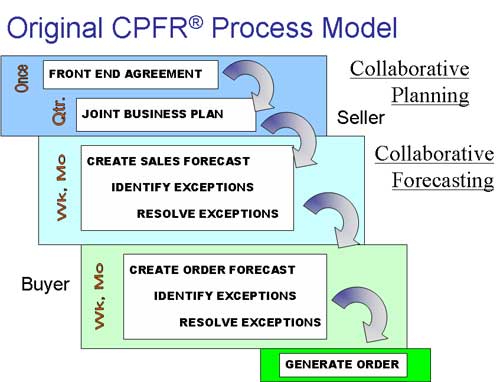 Original CPFR® Process Model
Once
FRONT END AGREEMENT
Collaborative
Planning
Qtr.
JOINT BUSINESS PLAN
Seller
Wk, Mo
CREATE SALES FORECAST
IDENTIFY EXCEPTIONS
RESOLVE EXCEPTIONS
Collaborative
Forecasting
Buyer
Wk, Mo
CREATE ORDER FORECAST
IDENTIFY EXCEPTIONS
RESOLVE EXCEPTIONS
GENERATE ORDER